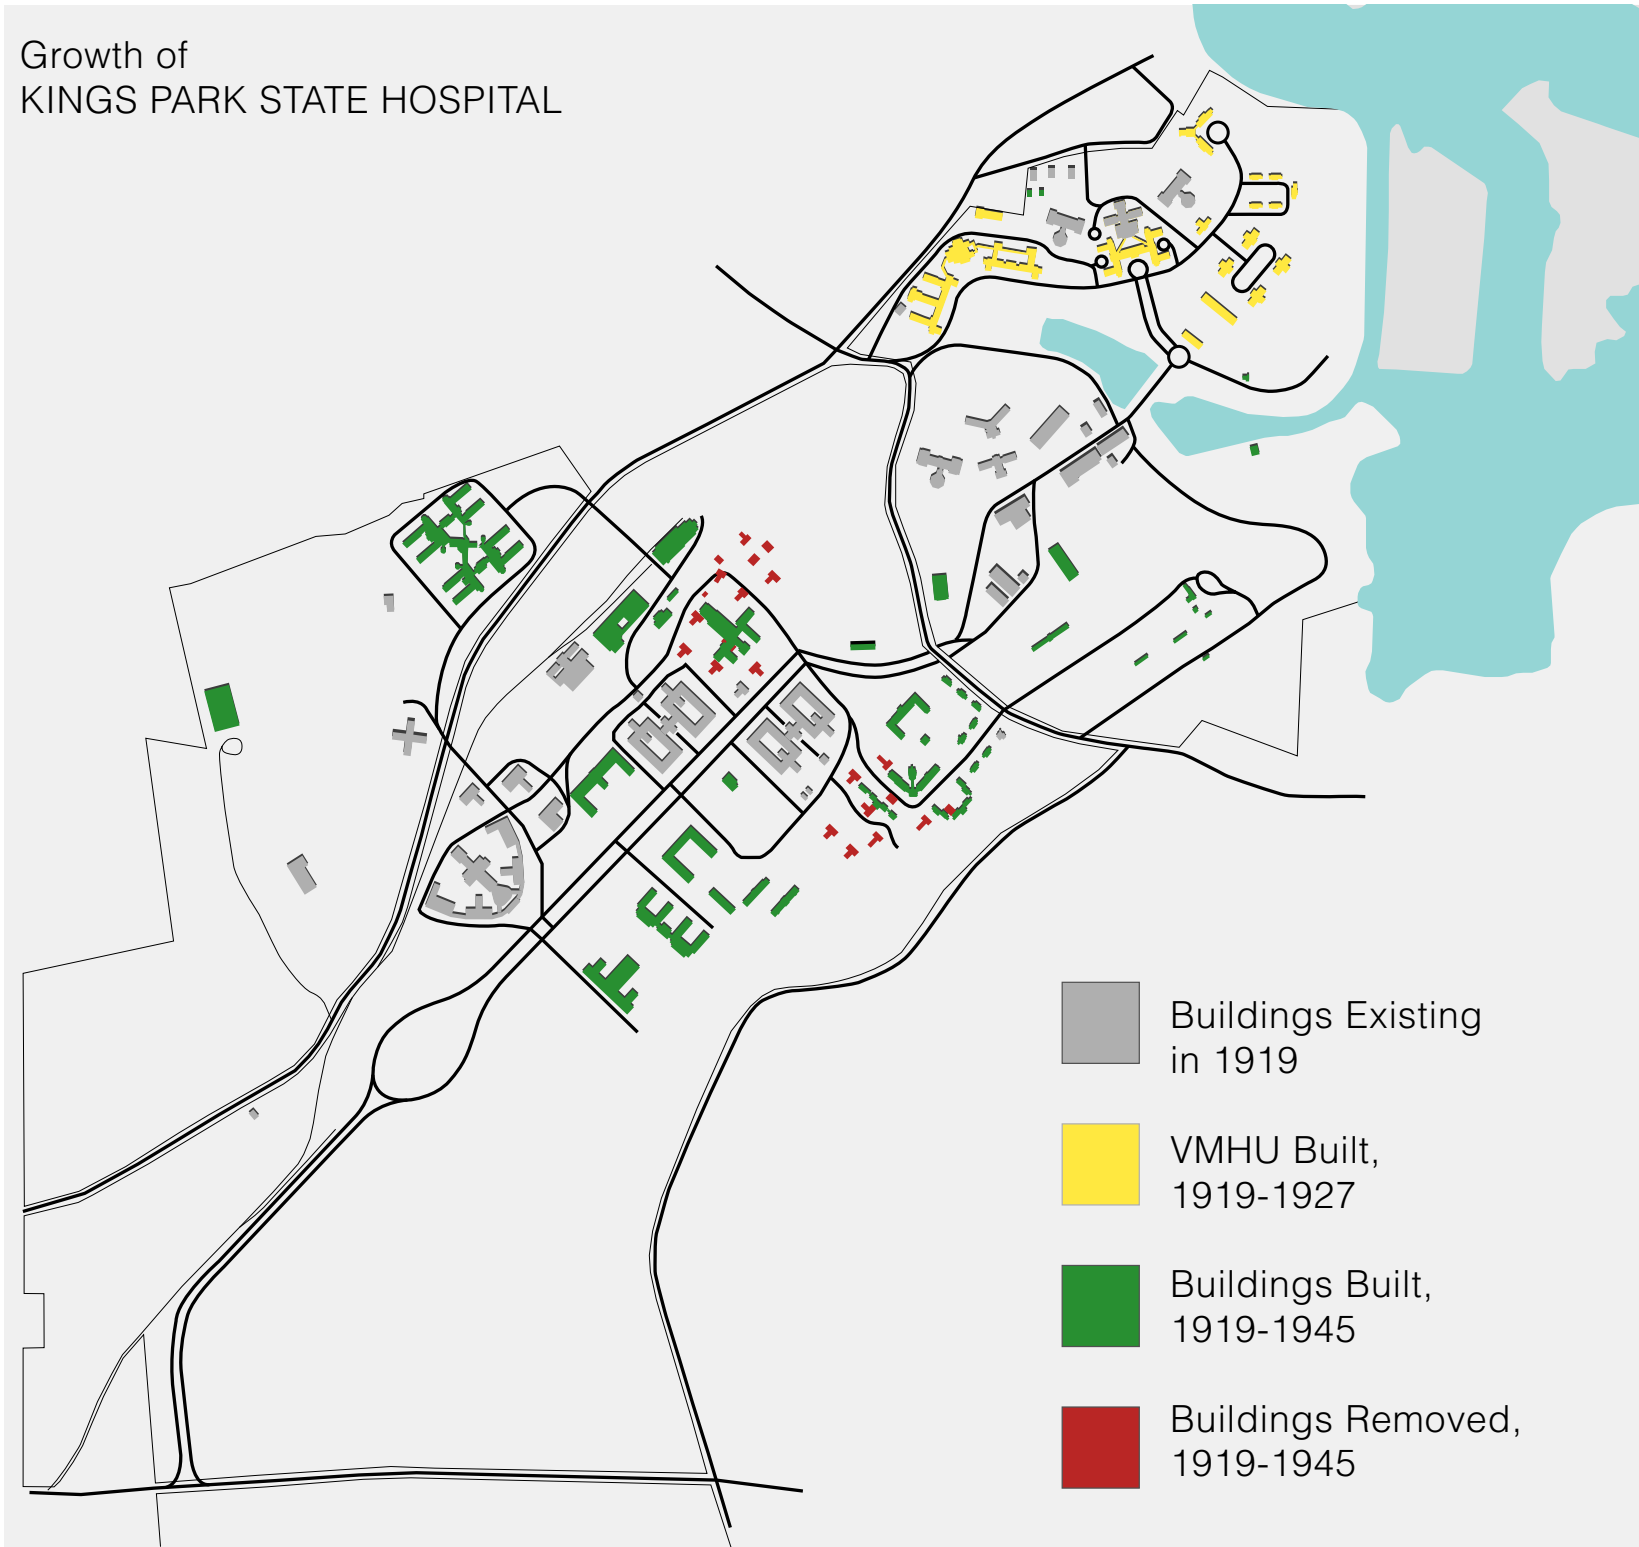 Growth of
KINGS PARK STATE HOSPITAL
Buildings Existing
in 1919
VMHU Built,
1919-1927
Buildings Built,
1919-1945
Buildings Removed,
1919-1945